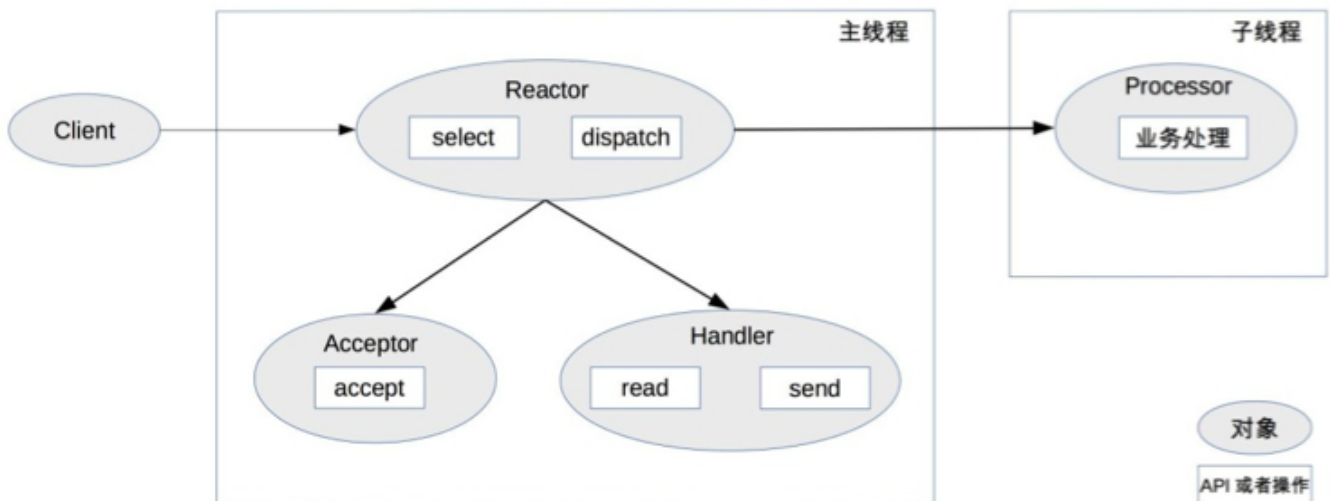 主线程
子线程
Client
Reactor
select
dispatch
Processor
业务处理
Acceptor
accept
Handler
read
send
对象
API 或者操作